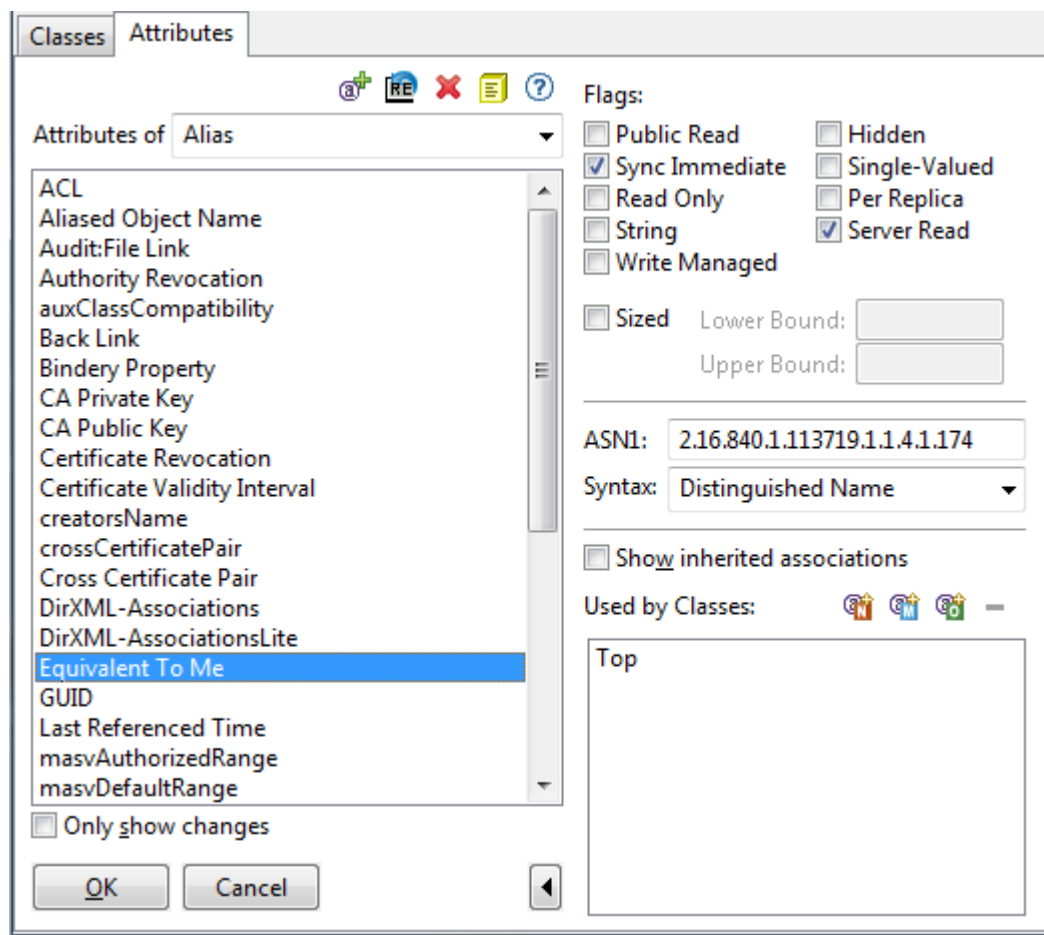 Classes
Attributes
Attributes of
Alias
ACL
Aliased Object Name
Audit:File Link
Authority Revocation
auxClassCompatibility
Back Link
Bindery Property
CA Private Key
CA Public Key
Certificate Revocation
Certificate Validity Interval
creatorsName
crossCertificatePair
Cross Certificate Pair
DirXML-Associations
DirXML-AssociationsLite
Equivalent To Me
GUID
Last Referenced Time
masvAuthorizedRange
masvDefaultRange
Only show changes
OK
Cancel
Flags:
Public Read
Hidden
Sync Immediate
Single-Valued
Read Only
Per Replica
String
Server Read
Write Managed
Sized
Lower Bound:
Upper Bound:
ASN1:
2.16.840.1.113719.1.1.4.1.174
Syntax:
Distinguished Name
Show inherited associations
Used by Classes:
Top